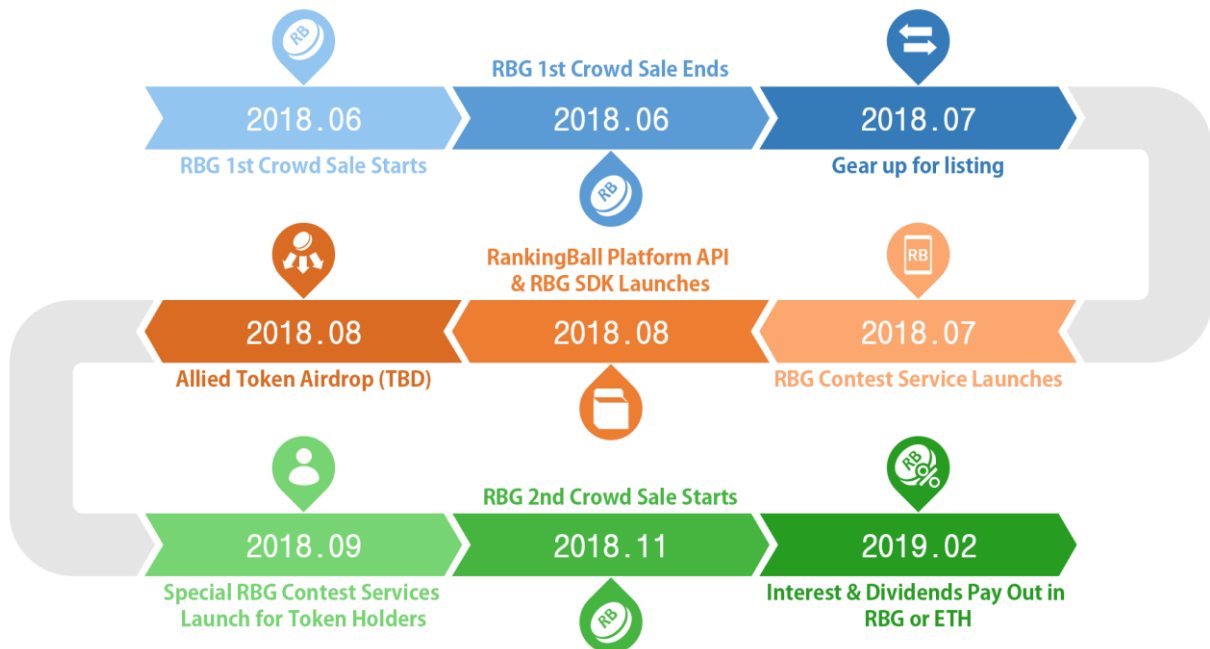 RB
RBG 1st Crowd Sale Ends
2018.06
2018.06
2018.07
RBG 1st Crowd Sale Starts
Gear up for listing
RB
RankingBall Platform API
& RBG SDK Launches
RB
2018.08
2018.08
2018.07
Allied Token Airdrop (TBD)
RBG Contest Service Launches
RB
RBG 2nd Crowd Sale Starts
2018.09
2018.11
2019.02
Special RBG Contest Services
Launch for Token Holders
Interest & Dividends Pay Out in
RBG or ETH
RB